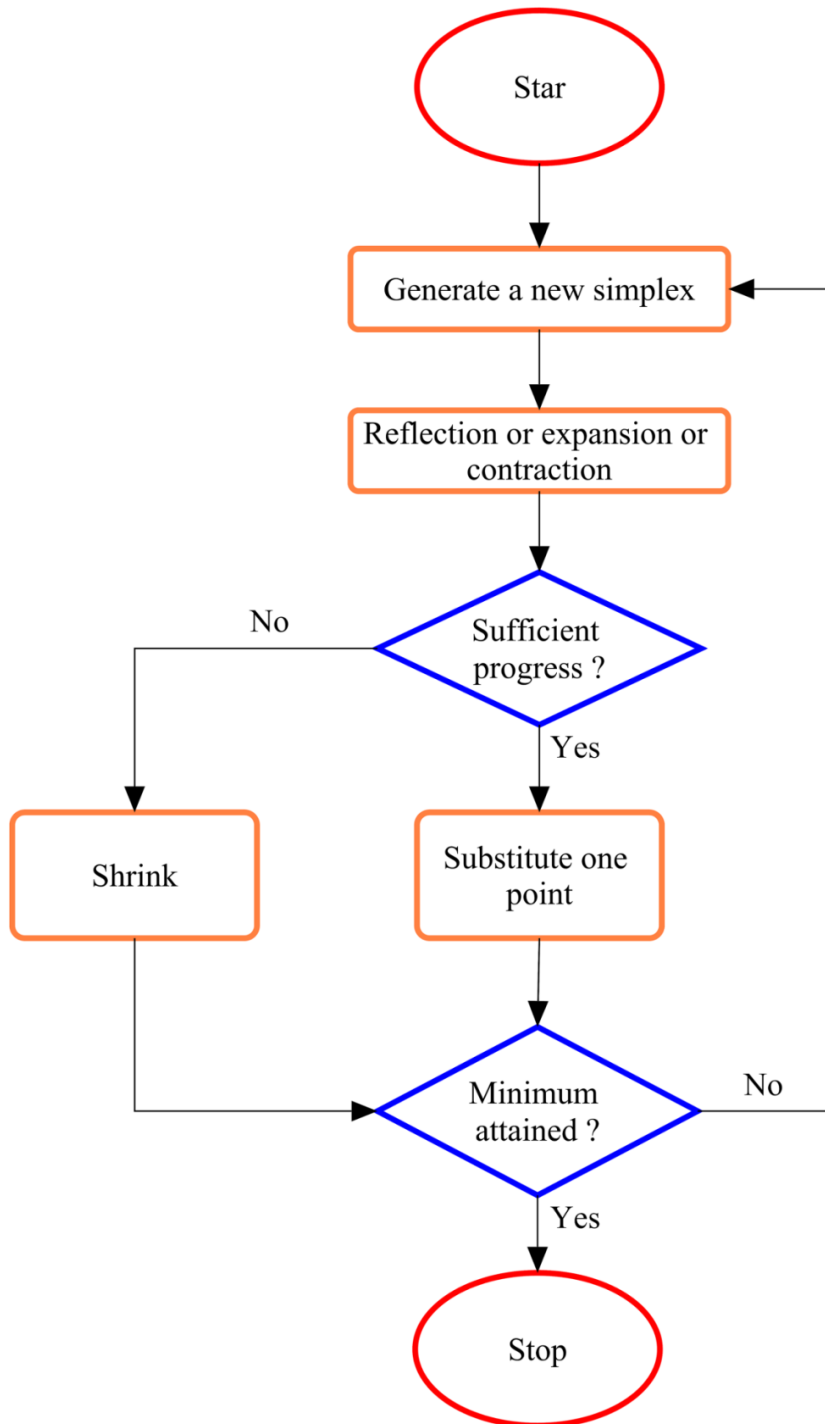 Star
Generate a new simplex
Reflection or expansion or
contraction
No
Sufficient
progress ?
Yes
Shrink
Substitute one
point
Minimum
attained ?
No
Yes
Stop